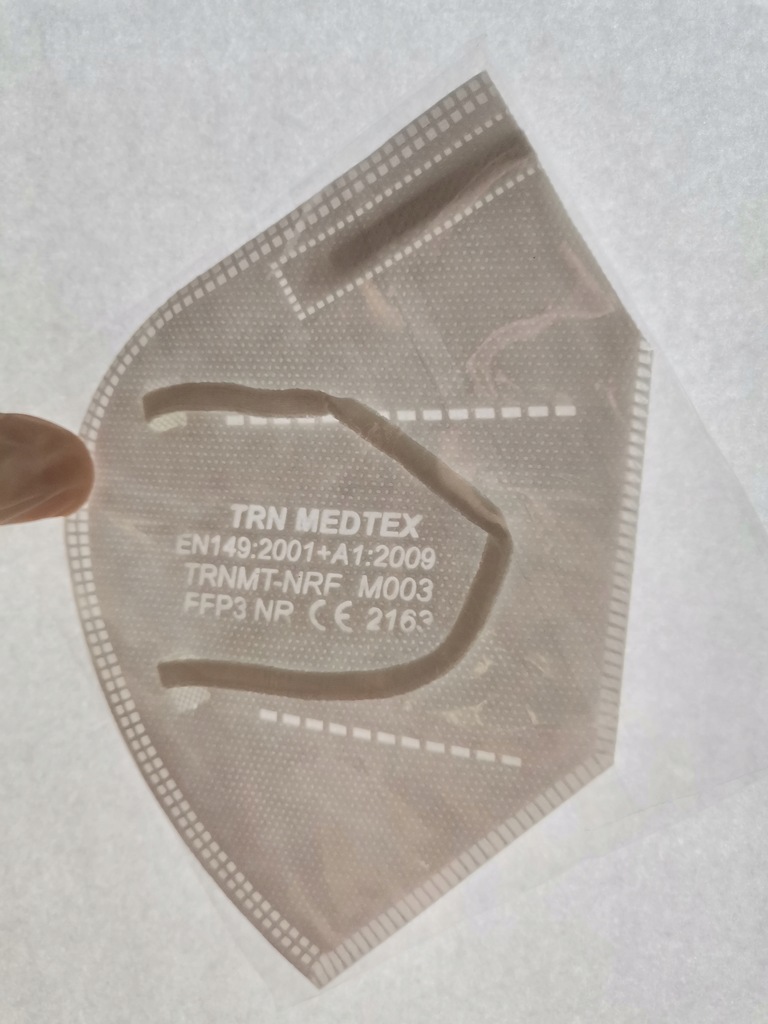 TRN MEDTEX
EN149:2001+A1:2009
TRNMT-NRF M003
FFP3 NR CE 2163